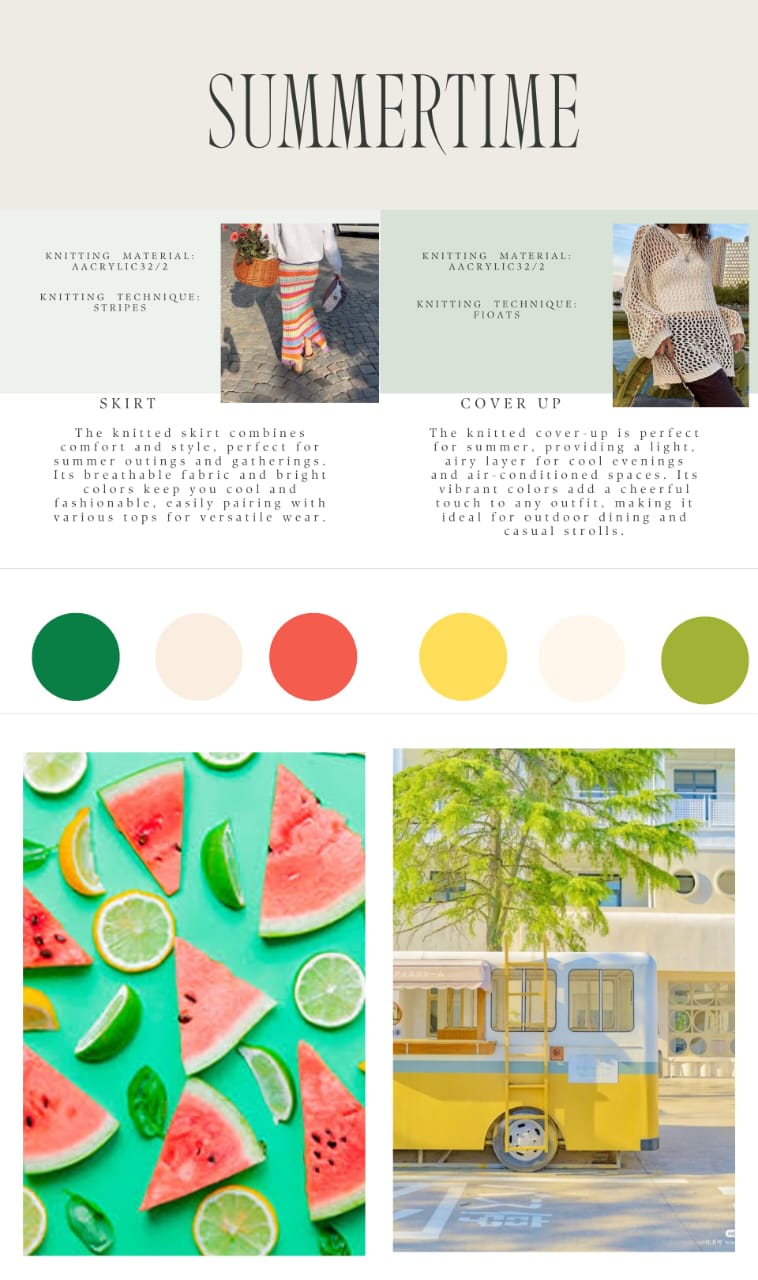 SUMMERTIME
KNITTING MATERIAL:
AACRYLIC32/2
KNITTING TECHNIQUE:
STRIPES
KNITTING MATERIAL:
AACRYLIC32/2
KNITTING TECHNIQUE:
FlOATS
SKIRT
The knitted skirt combines
comfort and style, perfect for
summer outings and gatherings.
Its breathable fabric and bright
colors keep you cool and
fashionable, easily pairing with
various tops for versatile wear.
COVER UP
The knitted cover-up is perfect
for summer, providing a light,
airy layer for cool evenings
and air-conditioned spaces. Its
vibrant colors add a cheerful
touch to any outfit, making it
ideal for outdoor dining and
casual strolls.